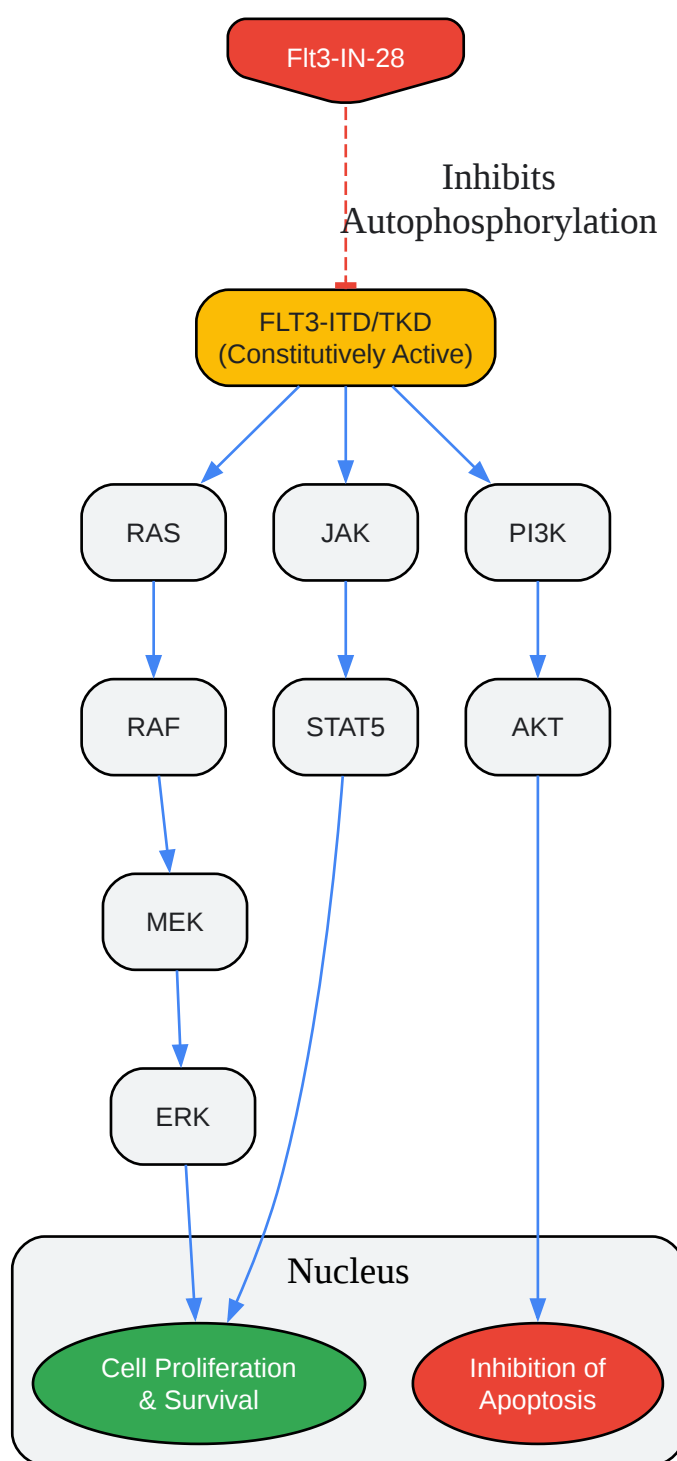 Flt3-IN-28
Inhibits
Autophosphorylation
FLT3-ITD/TKD
(Constitutively Active)
RAS
JAK
PI3K
RAF
STAT5
AKT
MEK
ERK
Nucleus
Cell Proliferation
& Survival
Inhibition of
Apoptosis